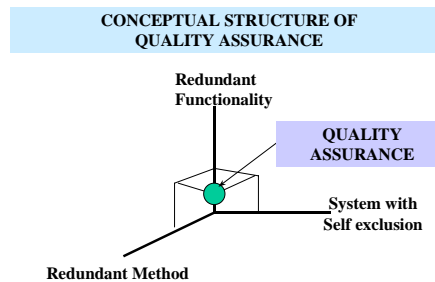 CONCEPTUAL STRUCTURE OF
QUALITY ASSURANCE
Redundant
Functionality
QUALITY
ASSURANCE
System with
Self exclusion
Redundant Method